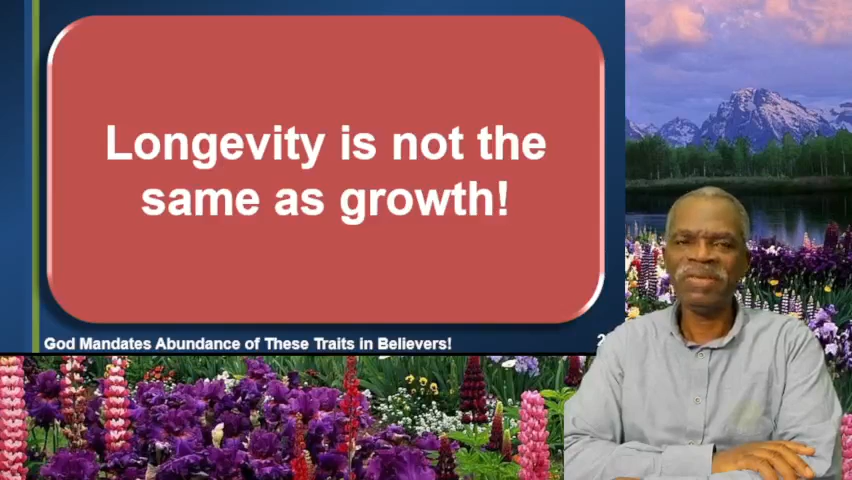 Longevity is not the
same as growth!
God Mandates Abundance of These Traits in Believers!